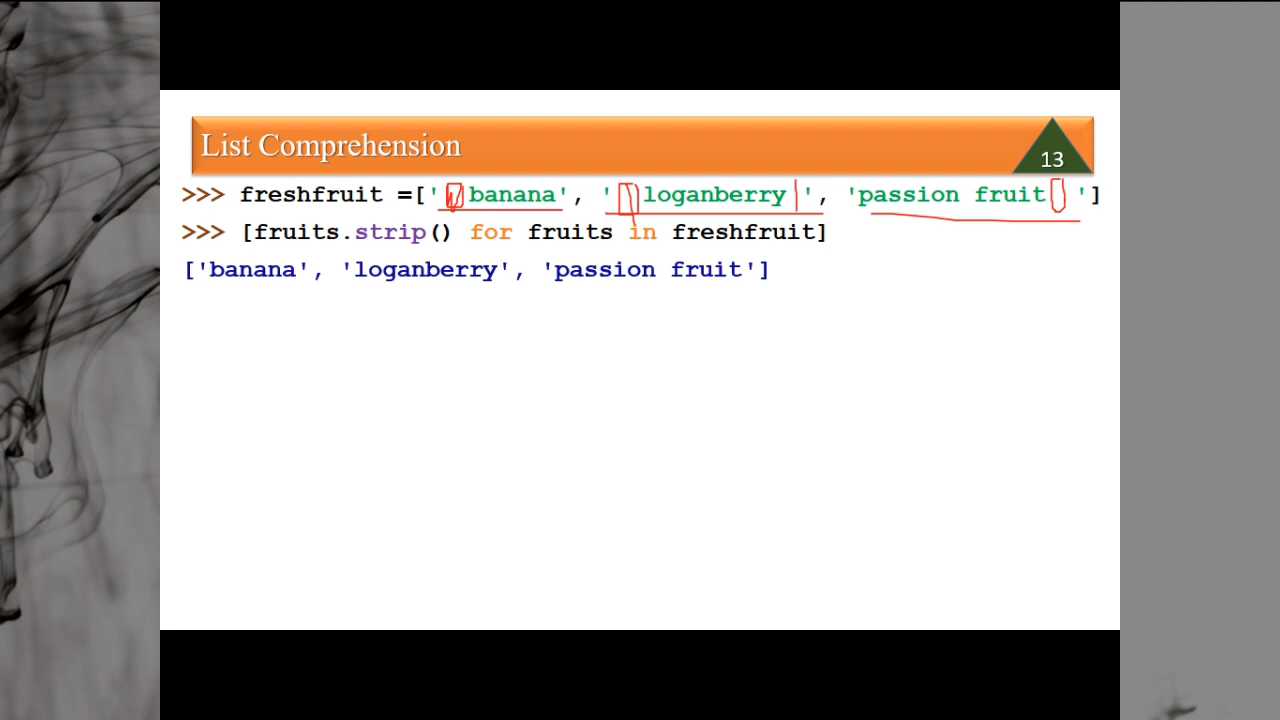 List Comprehension
13
>>> freshfruit =['  banana', '  loganberry ', 'passion fruit  ']
>>> [fruits.strip() for fruits in freshfruit]
['banana', 'loganberry', 'passion fruit']